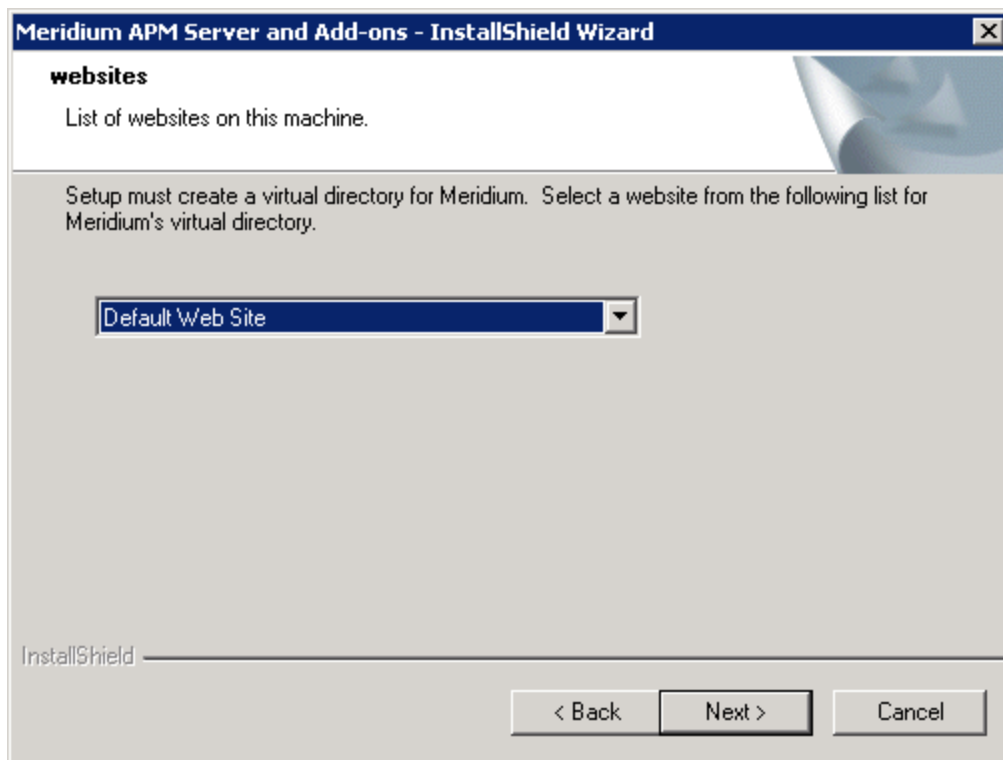 Meridium APM Server and Add-ons - InstallShield Wizard
websites
List of websites on this machine.
Setup must create a virtual directory for Meridium. Select a website from the following list for
Meridium's virtual directory.
Default Web Site
InstallShield
< Back Next > Cancel